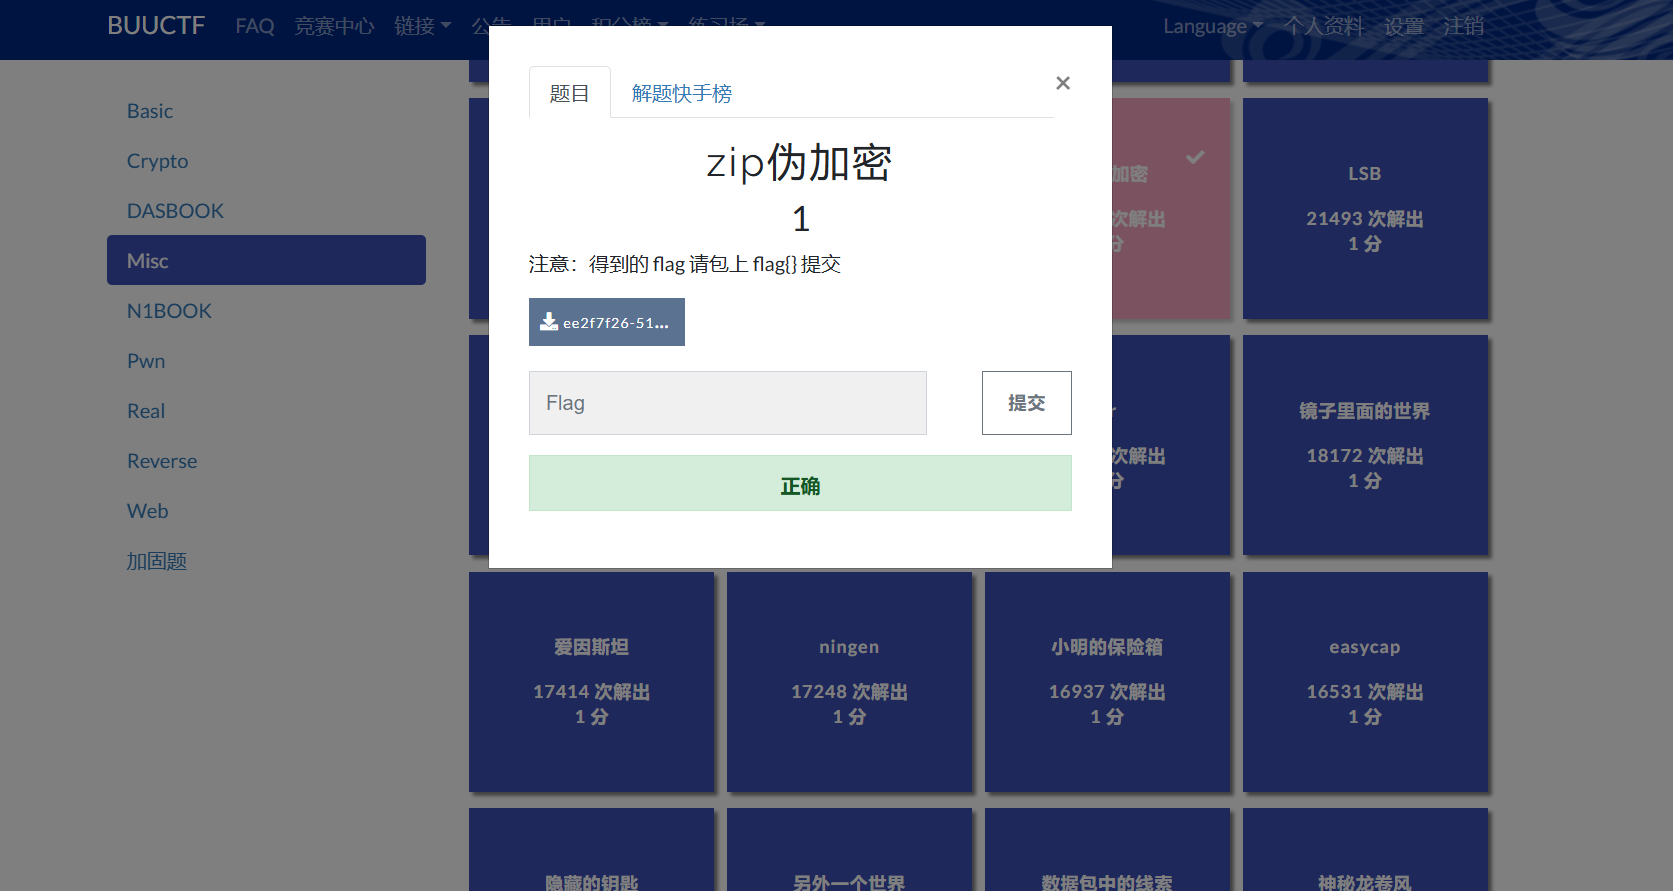 BUUCTF FAQ 竞赛中心 链接 公告 用户 积分榜 练习场 Language 个人资料 设置 注销
Basic
Crypto
DASBOOK
Misc
N1BOOK
Pwn
Real
Reverse
Web
加固题
题目 解题快手榜 ×
zip伪加密
1
注意：得到的 flag 请包上 flag{} 提交
ee2f7f26-51...
Flag 提交
正确
加密
次解出
分
LSB
21493 次解出
1 分
次解出
分
镜子里面的世界
18172 次解出
1 分
爱因斯坦
17414 次解出
1 分
ningen
17248 次解出
1 分
小明的保险箱
16937 次解出
1 分
easycap
16531 次解出
1 分
隐藏的钥匙
另外一个世界
数据包中的线索
神秘龙卷风